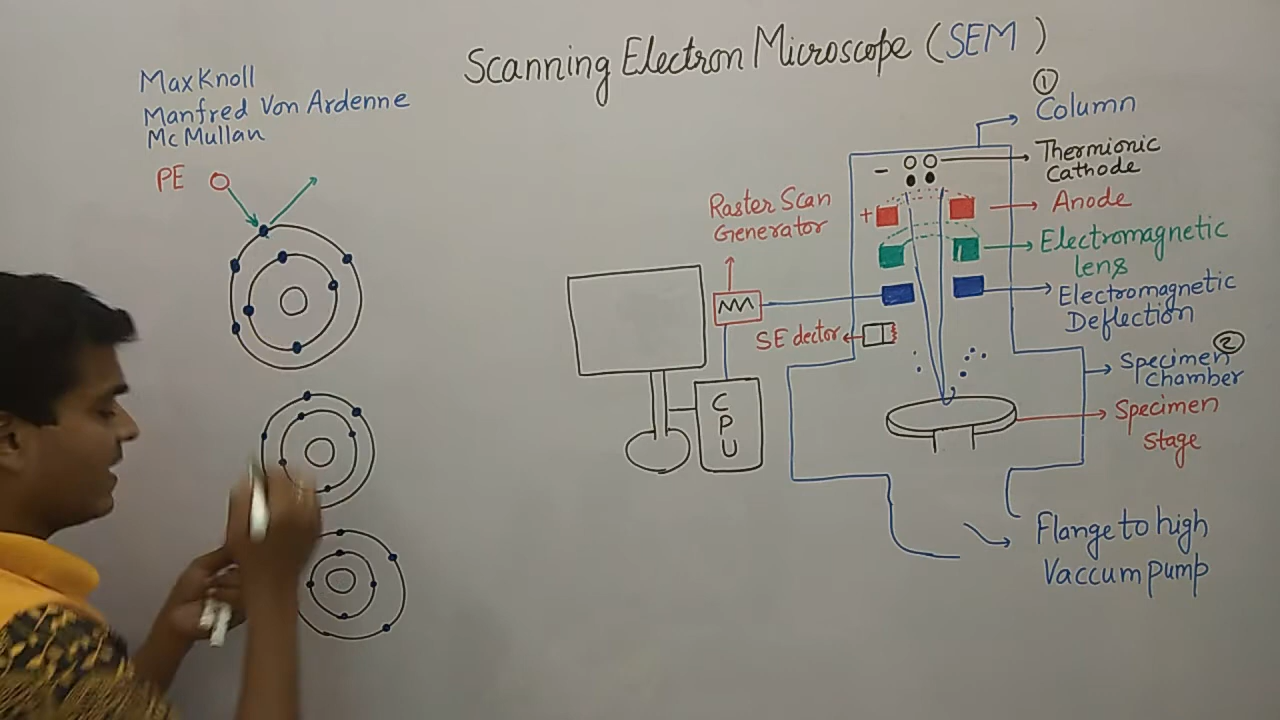 Scanning Electron Microscope (SEM)
Max Knoll
Manfred Von Ardenne
McMullan
PE
1
Column
Thermionic
Cathode
-
+
Anode
Electromagnetic
lens
Electromagnetic
Deflection
Raster Scan
Generator
SE dector
CPU
2
Specimen
Chamber
Specimen
Stage
Flange to high
Vaccum pump